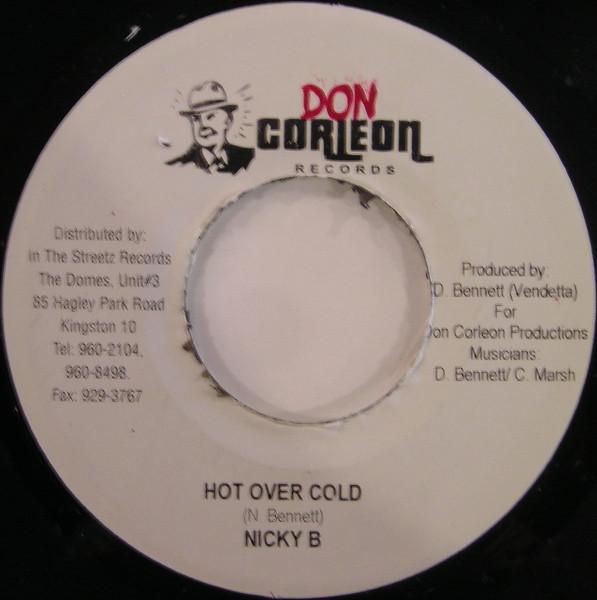 DON
CORLEON
RECORDS
Distributed by:
In The Streetz Records
The Domes, Unit#3
85 Hagley Park Road
Kingston 10
Tel: 960-2104,
960-8498.
Fax: 929-3767
Produced by:
D. Bennett (Vendetta)
For
Don Corleon Productions
Musicians:
D. Bennett/ C. Marsh
HOT OVER COLD
(N. Bennett)
NICKY B